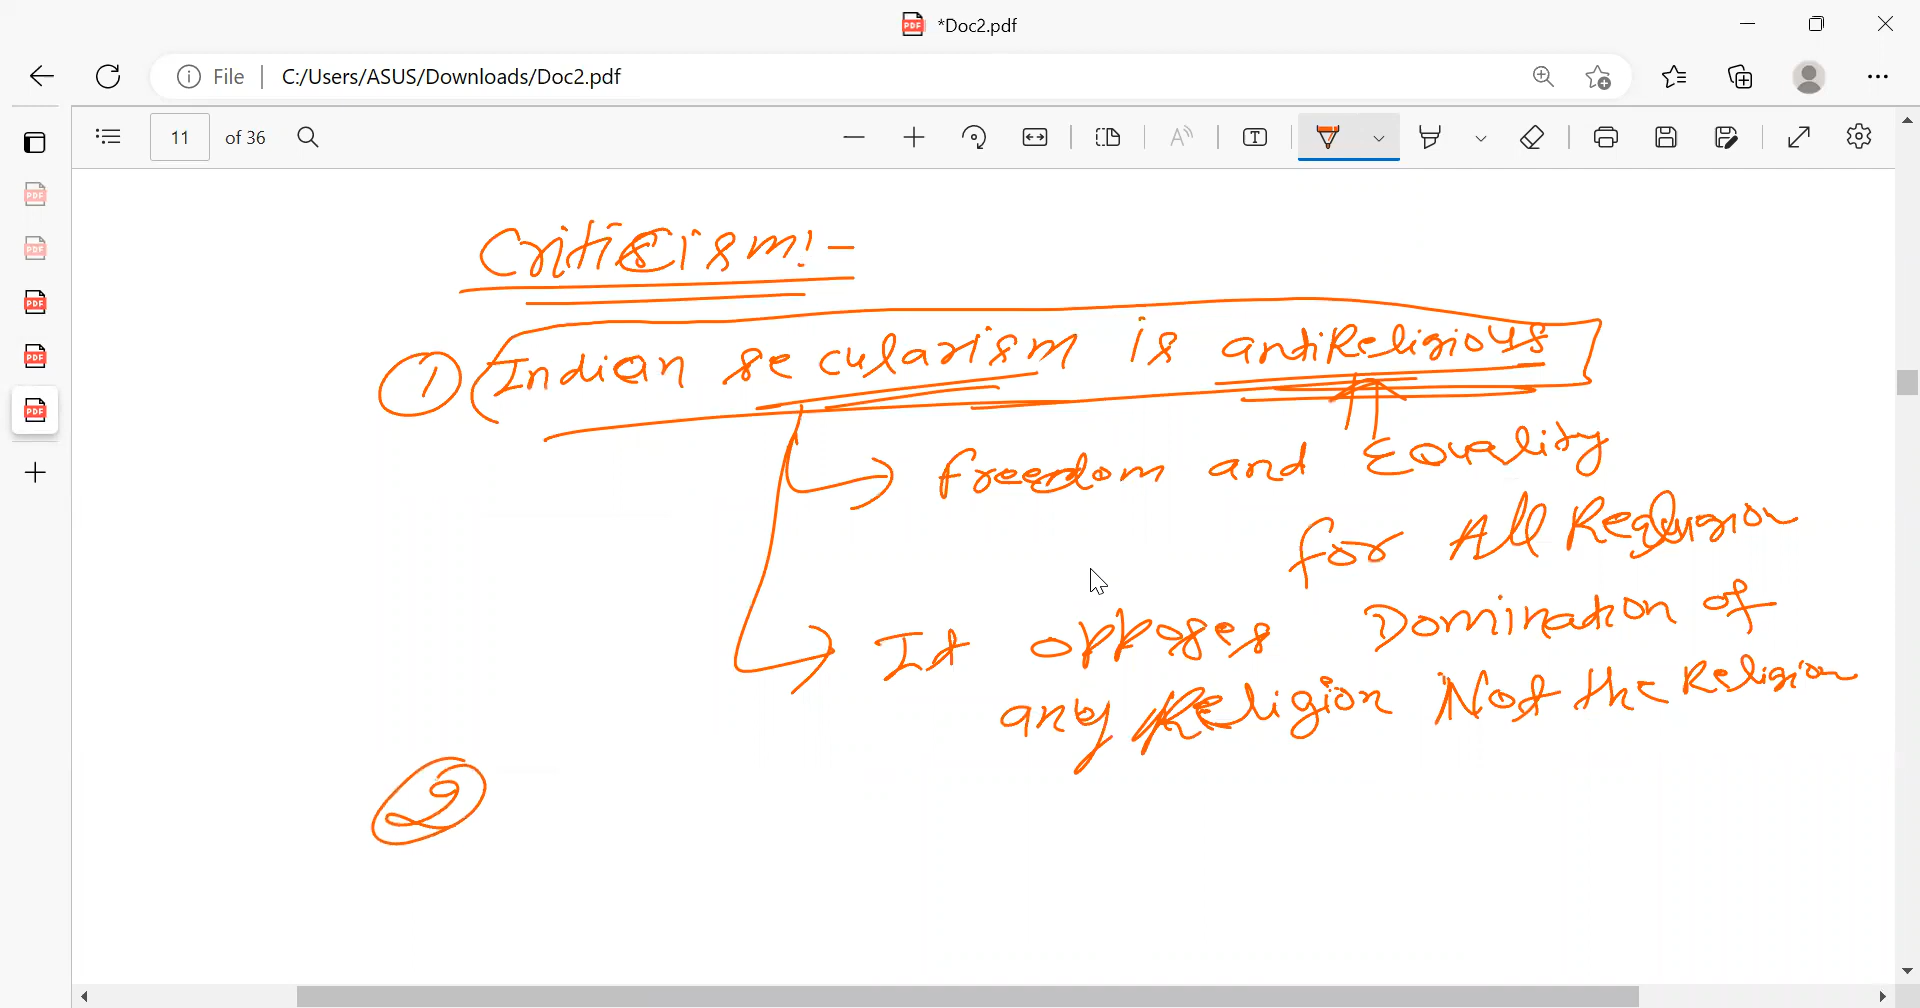 *Doc2.pdf
File C:/Users/ASUS/Downloads/Doc2.pdf
11 of 36
Criticism:-
① Indian secularism is antiReligious
freedom and Equality
for All Religion
It opposes Domination of
any Religion Not the Religion
②